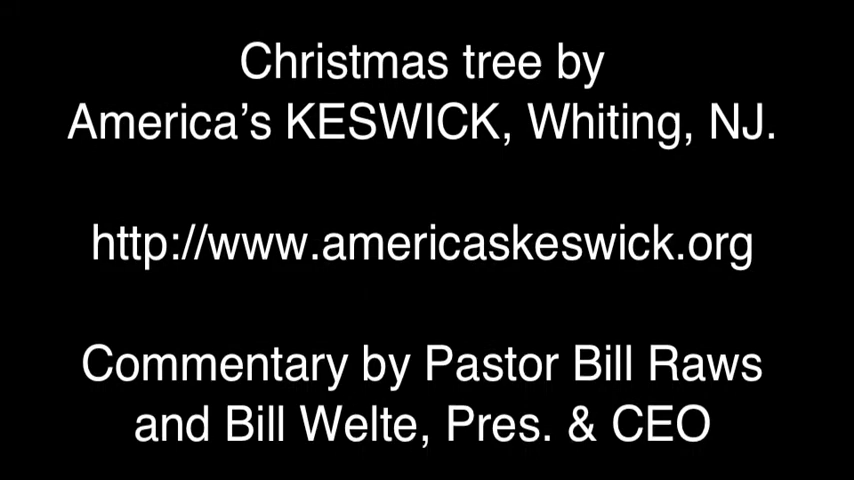 Christmas tree by
America’s KESWICK, Whiting, NJ.
http://www.americaskeswick.org
Commentary by Pastor Bill Raws
and Bill Welte, Pres. & CEO